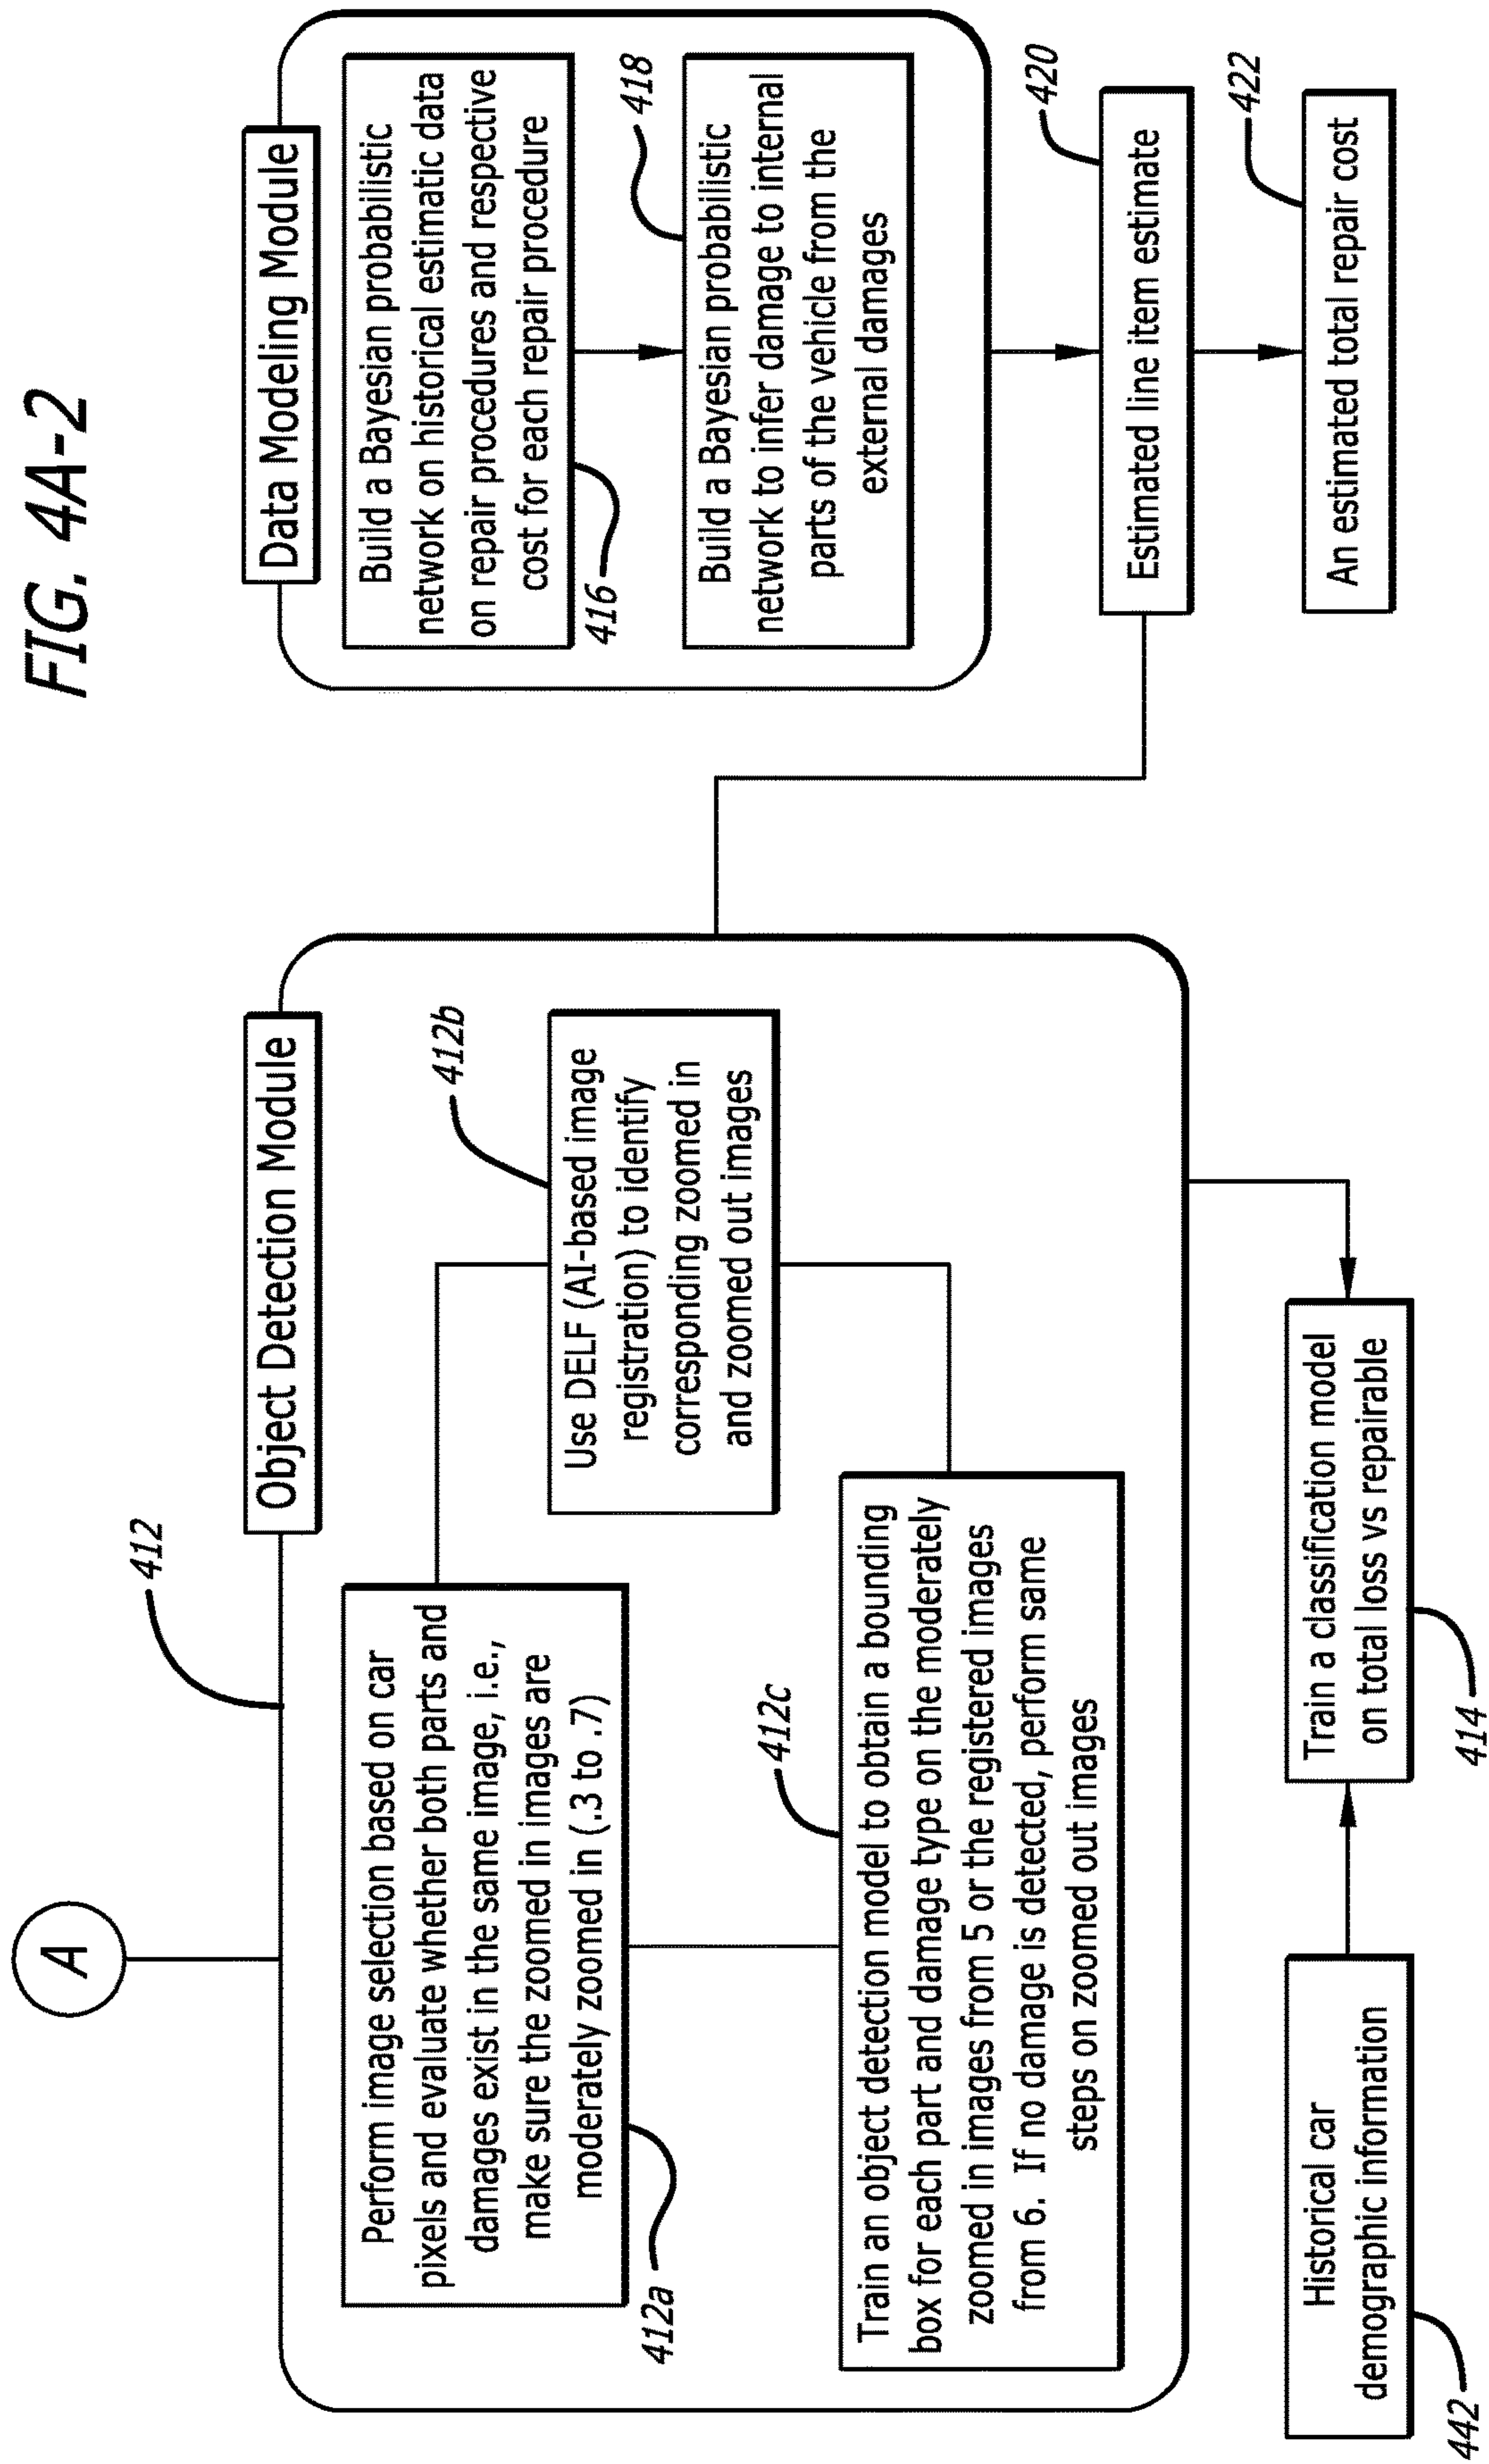 FIG. 4A-2
A
412
Object Detection Module
Perform image selection based on car
pixels and evaluate whether both parts and
damages exist in the same image, i.e.,
make sure the zoomed in images are
moderately zoomed in (.3 to .7)
412a
412b
Use DELF (AI-based image
registration) to identify
corresponding zoomed in
and zoomed out images
412c
Train an object detection model to obtain a bounding
box for each part and damage type on the moderately
zoomed in images from 5 or the registered images
from 6. If no damage is detected, perform same
steps on zoomed out images
Historical car
demographic information
442
Train a classification model
on total loss vs repairable
414
Data Modeling Module
Build a Bayesian probabilistic
network on historical estimatic data
on repair procedures and respective
cost for each repair procedure
416
418
Build a Bayesian probabilistic
network to infer damage to internal
parts of the vehicle from the
external damages
420
Estimated line item estimate
422
An estimated total repair cost